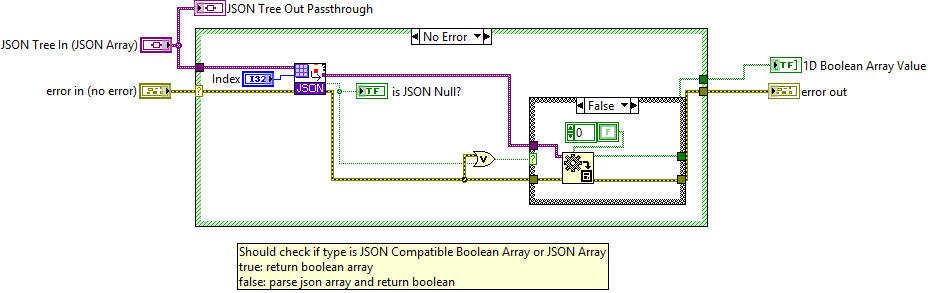 JSON Tree Out Passthrough
No Error
JSON Tree In (JSON Array)
1D Boolean Array Value
TF
Index
I32
JSON
error in (no error)
TF
is JSON Null?
error out
False
?
0
F
V
?
Should check if type is JSON Compatible Boolean Array or JSON Array
true: return boolean array
false: parse json array and return boolean